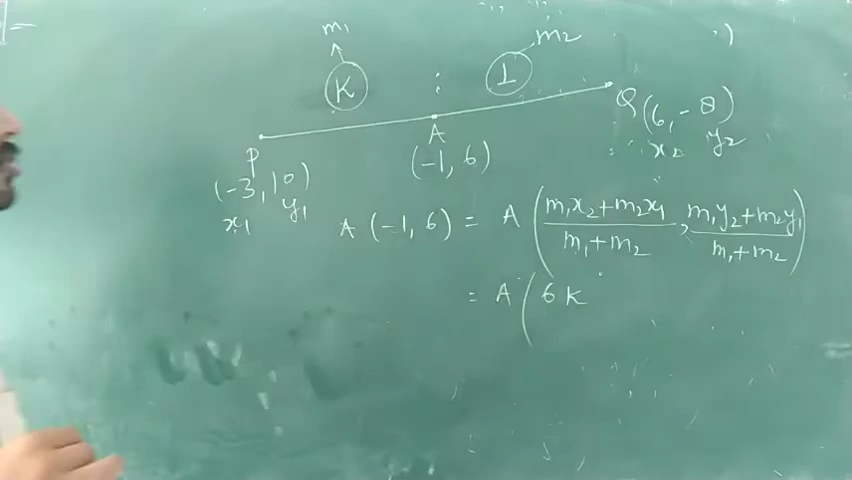 m₁ m₂
K 1
P A Q (6, -8)
(-3, 10) (-1, 6) x₂ y₂
x₁ y₁
A (-1, 6) = A ( (m₁x₂+m₂x₁)/(m₁+m₂) , (m₁y₂+m₂y₁)/(m₁+m₂) )
= A ( 6 K